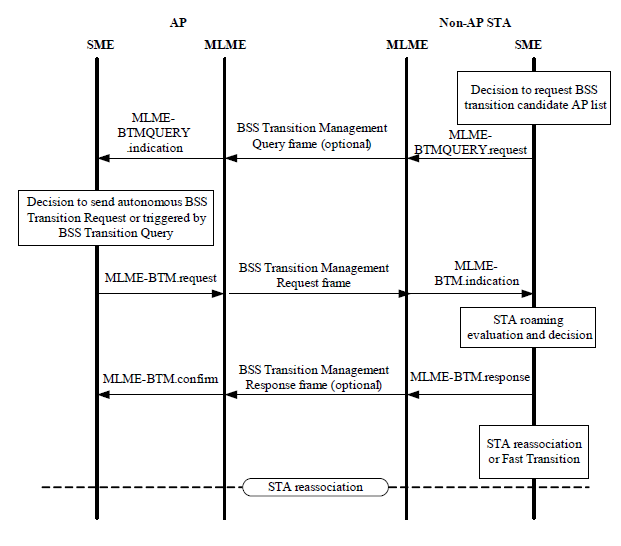 AP
Non-AP STA
SME
MLME
MLME
SME
Decision to request BSS
transition candidate AP list
MLME-
BTMQUERY
.indication
BSS Transition Management
Query frame (optional)
MLME-
BTMQUERY.request
Decision to send autonomous BSS
Transition Request or triggered by
BSS Transition Query
MLME-BTM.request
BSS Transition Management
Request frame
MLME-
BTM.indication
STA roaming
evaluation and decision
MLME-BTM.confirm
BSS Transition Management
Response frame (optional)
MLME-BTM.response
STA reassociation
or Fast Transition
STA reassociation